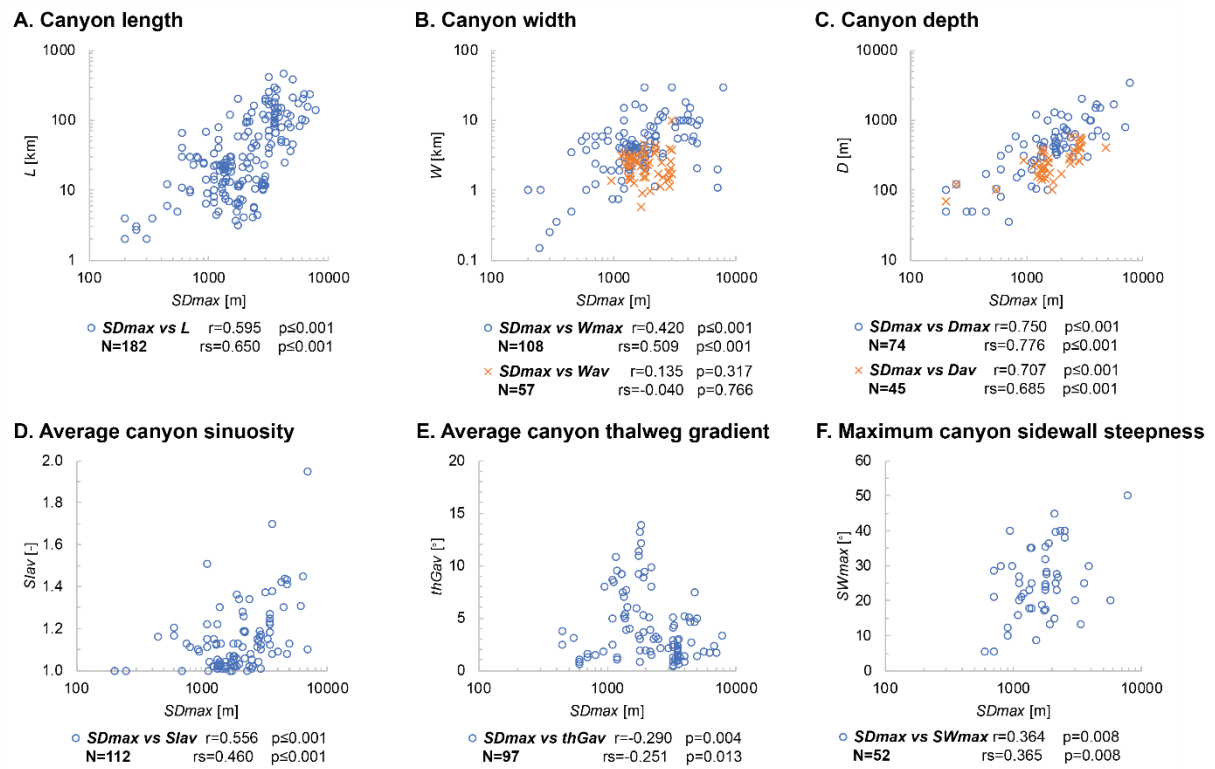 A. Canyon length
B. Canyon width
C. Canyon depth
1000
100
10
1
L [km]
100 1000 10000
SDmax [m]
SDmax vs L r=0.595 p≤0.001
N=182 rs=0.650 p≤0.001
100
10
1
0.1
W [km]
100 1000 10000
SDmax [m]
SDmax vs Wmax r=0.420 p≤0.001
N=108 rs=0.509 p≤0.001
SDmax vs Wav r=0.135 p=0.317
N=57 rs=-0.040 p=0.766
10000
1000
100
10
D [m]
100 1000 10000
SDmax [m]
SDmax vs Dmax r=0.750 p≤0.001
N=74 rs=0.776 p≤0.001
SDmax vs Dav r=0.707 p≤0.001
N=45 rs=0.685 p≤0.001
D. Average canyon sinuosity
E. Average canyon thalweg gradient
F. Maximum canyon sidewall steepness
2.0
1.8
1.6
1.4
1.2
1.0
SIav [-]
100 1000 10000
SDmax [m]
SDmax vs SIav r=0.556 p≤0.001
N=112 rs=0.460 p≤0.001
20
15
10
5
0
thGav [°]
100 1000 10000
SDmax [m]
SDmax vs thGav r=-0.290 p=0.004
N=97 rs=-0.251 p=0.013
60
50
40
30
20
10
0
SWmax [°]
100 1000 10000
SDmax [m]
SDmax vs SWmax r=0.364 p=0.008
N=52 rs=0.365 p=0.008